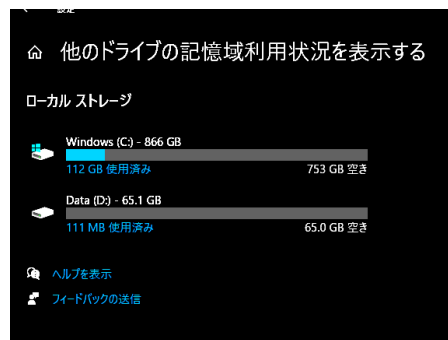 設定
他のドライブの記憶域利用状況を表示する
ローカル ストレージ
Windows (C:) - 866 GB
112 GB 使用済み 753 GB 空き
Data (D:) - 65.1 GB
111 MB 使用済み 65.0 GB 空き
ヘルプを表示
フィードバックの送信